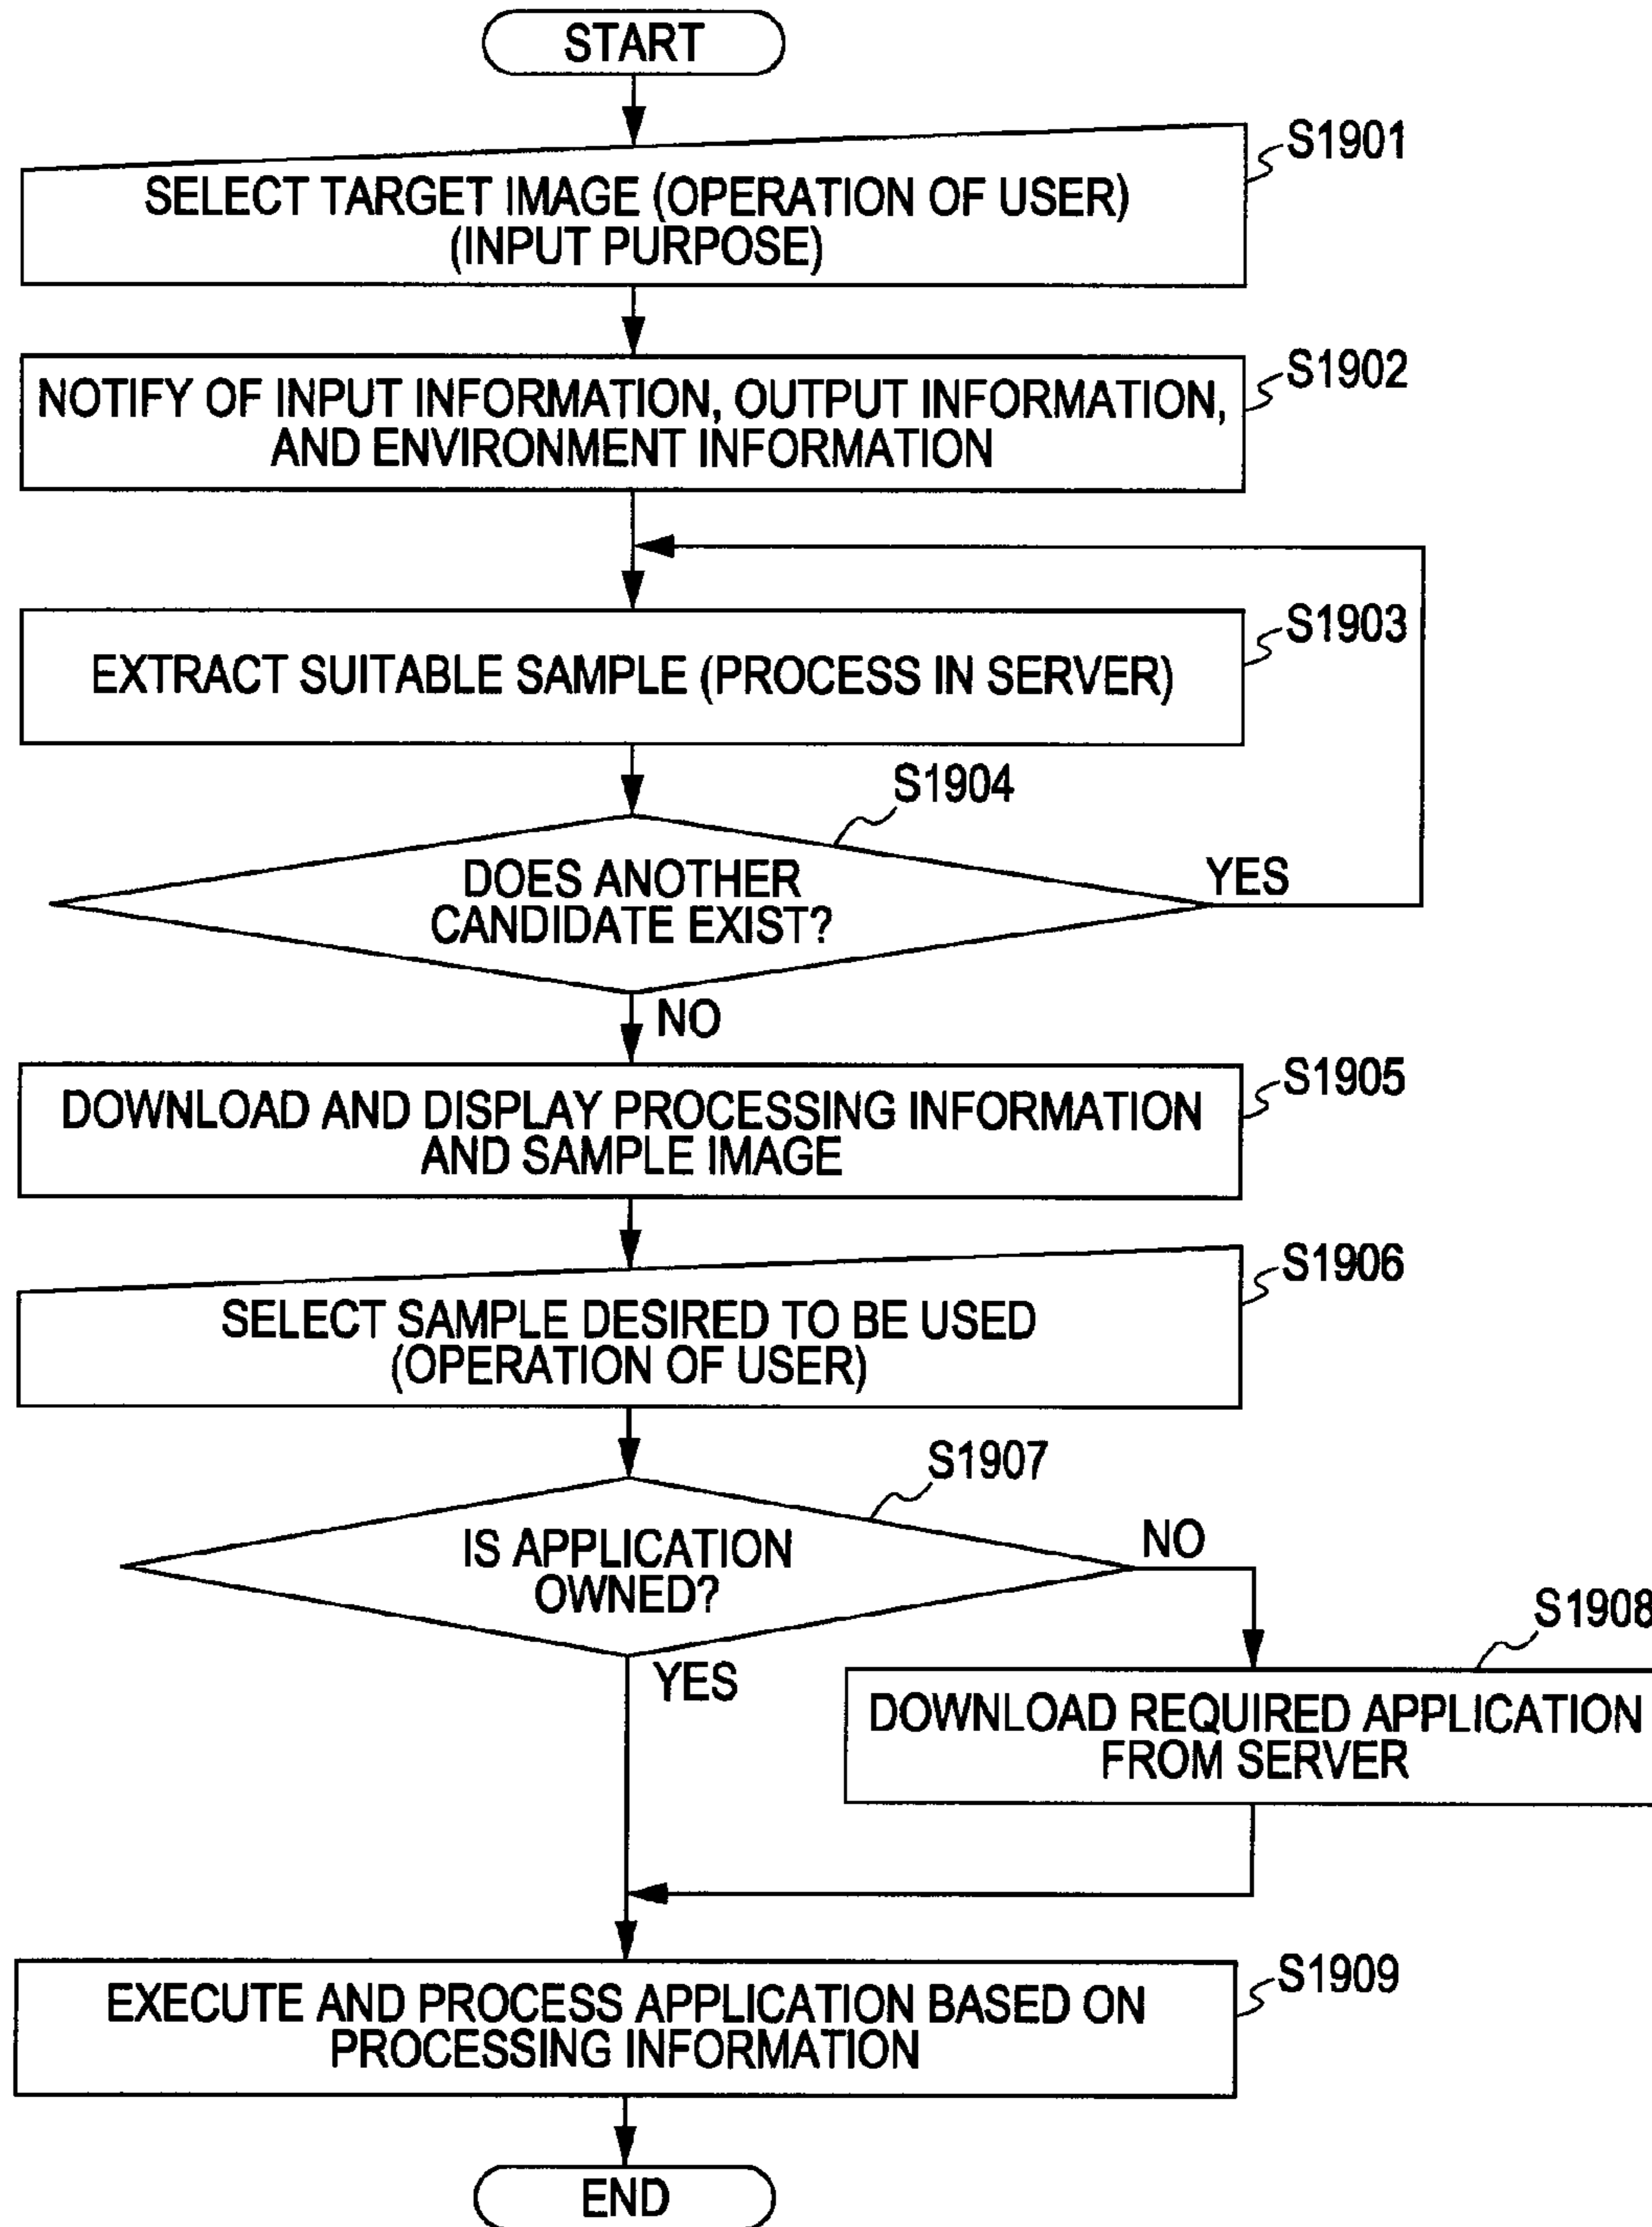 START
S1901
SELECT TARGET IMAGE (OPERATION OF USER)
(INPUT PURPOSE)
S1902
NOTIFY OF INPUT INFORMATION, OUTPUT INFORMATION,
AND ENVIRONMENT INFORMATION
S1903
EXTRACT SUITABLE SAMPLE (PROCESS IN SERVER)
S1904
DOES ANOTHER
CANDIDATE EXIST?
YES
NO
S1905
DOWNLOAD AND DISPLAY PROCESSING INFORMATION
AND SAMPLE IMAGE
S1906
SELECT SAMPLE DESIRED TO BE USED
(OPERATION OF USER)
S1907
IS APPLICATION
OWNED?
NO
YES
S1908
DOWNLOAD REQUIRED APPLICATION
FROM SERVER
S1909
EXECUTE AND PROCESS APPLICATION BASED ON
PROCESSING INFORMATION
END